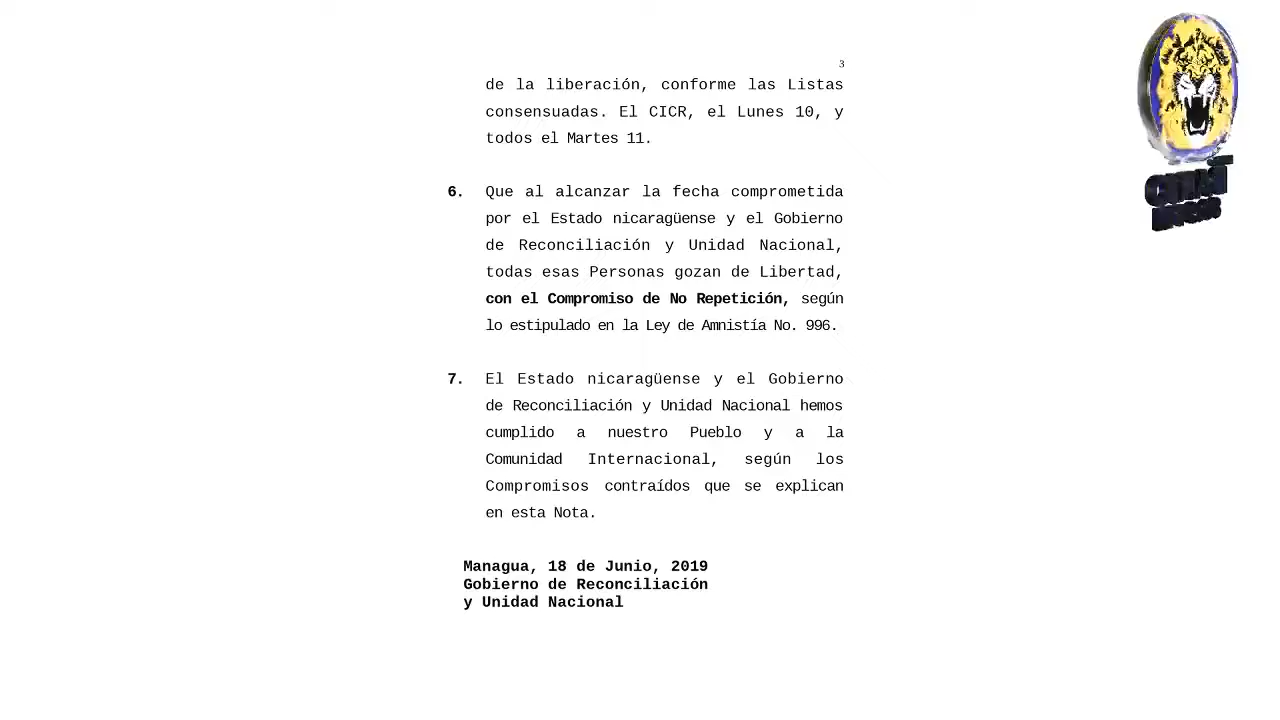 3
de la liberación, conforme las Listas
consensuadas. El CICR, el Lunes 10, y
todos el Martes 11.
6. Que al alcanzar la fecha comprometida
por el Estado nicaragüense y el Gobierno
de Reconciliación y Unidad Nacional,
todas esas Personas gozan de Libertad,
con el Compromiso de No Repetición, según
lo estipulado en la Ley de Amnistía No. 996.
7. El Estado nicaragüense y el Gobierno
de Reconciliación y Unidad Nacional hemos
cumplido a nuestro Pueblo y a la
Comunidad Internacional, según los
Compromisos contraídos que se explican
en esta Nota.
Managua, 18 de Junio, 2019
Gobierno de Reconciliación
y Unidad Nacional